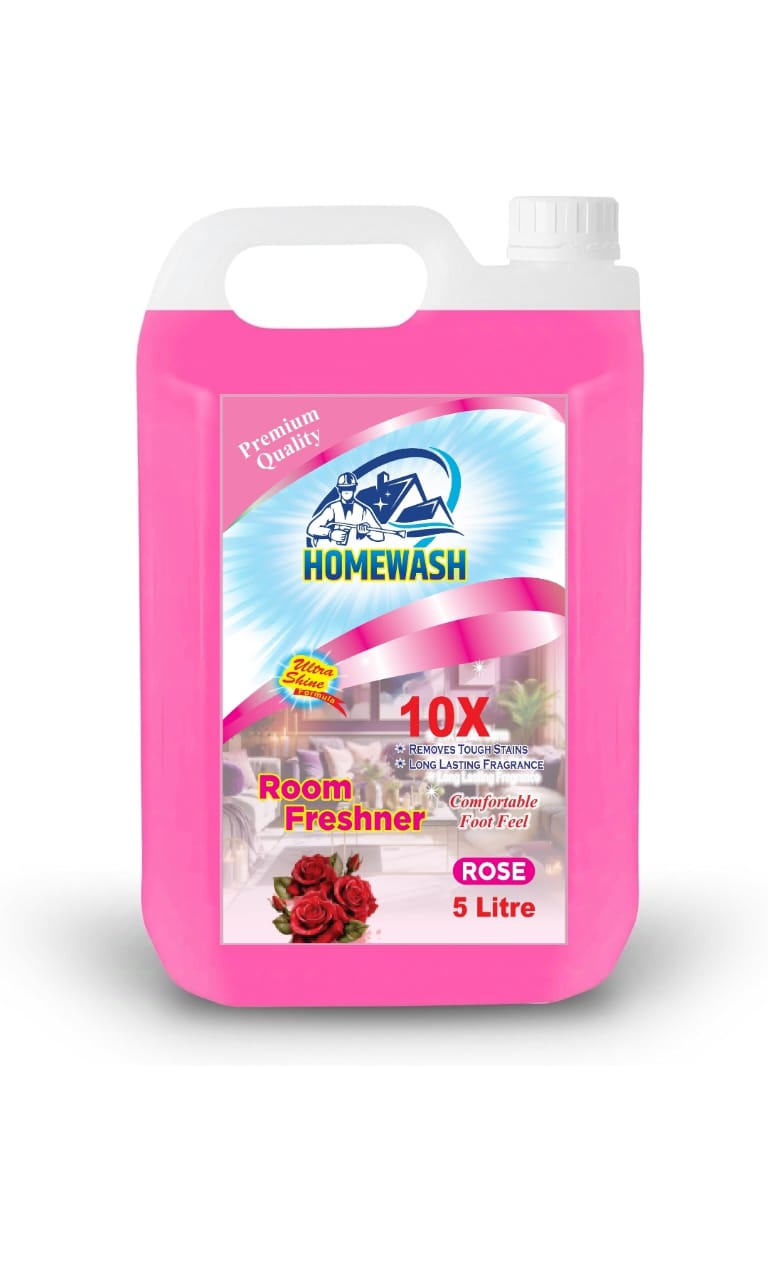 Premium
Quality
HOMEWASH
Ultra
Shine
Formula
10X
REMOVES TOUGH STAINS
LONG LASTING FRAGRANCE
Long Lasting Fragrance
Room
Freshner
Comfortable
Foot Feel
ROSE
5 Litre